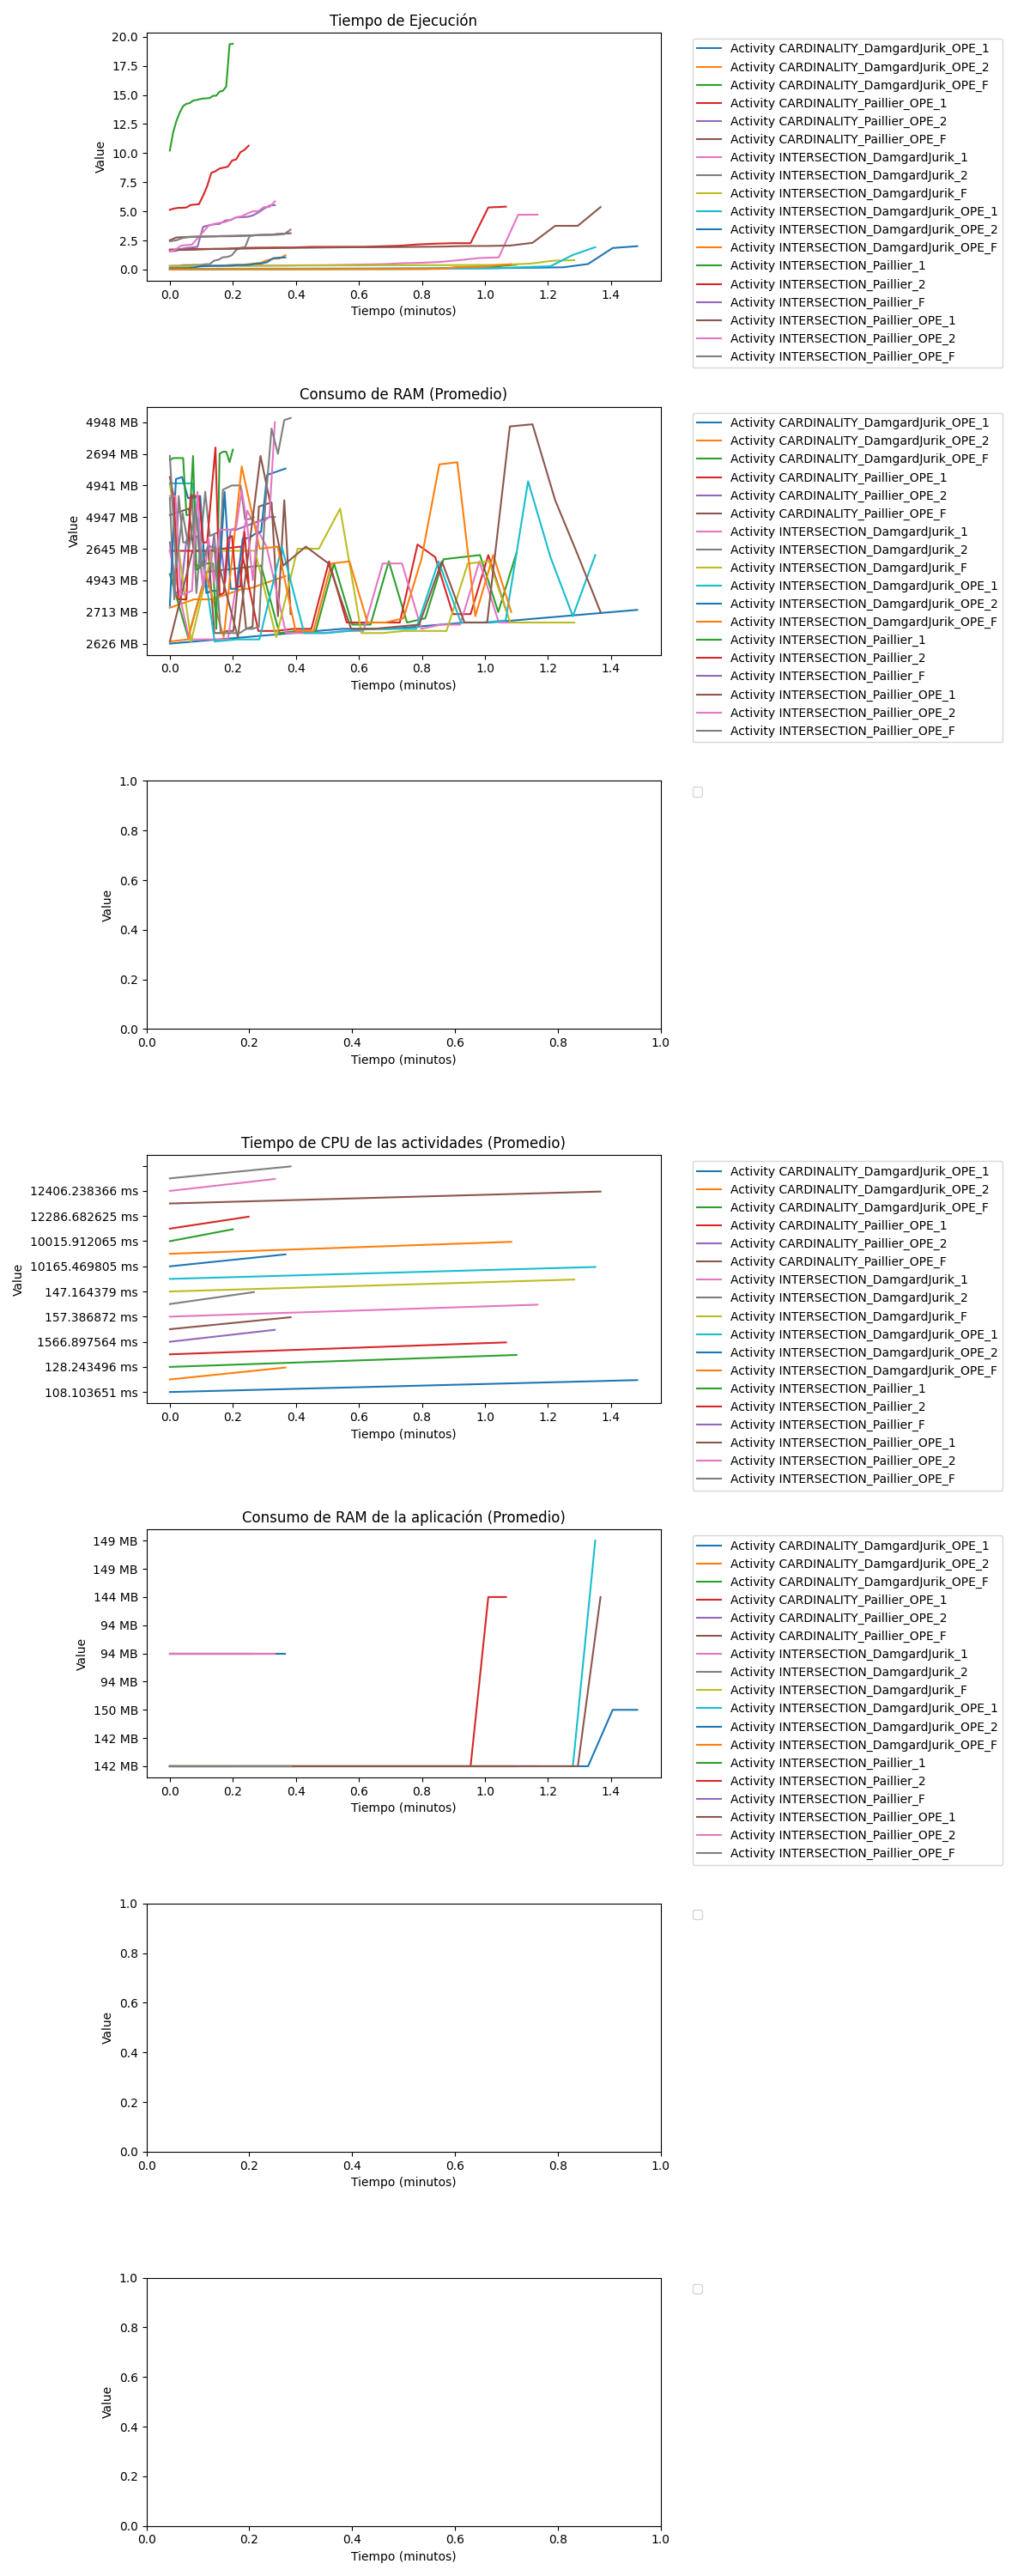 Tiempo de Ejecución
20.0
17.5
15.0
12.5
10.0
7.5
5.0
2.5
0.0
Value
0.0 0.2 0.4 0.6 0.8 1.0 1.2 1.4
Tiempo (minutos)
Activity CARDINALITY_DamgardJurik_OPE_1
Activity CARDINALITY_DamgardJurik_OPE_2
Activity CARDINALITY_DamgardJurik_OPE_F
Activity CARDINALITY_Paillier_OPE_1
Activity CARDINALITY_Paillier_OPE_2
Activity CARDINALITY_Paillier_OPE_F
Activity INTERSECTION_DamgardJurik_1
Activity INTERSECTION_DamgardJurik_2
Activity INTERSECTION_DamgardJurik_F
Activity INTERSECTION_DamgardJurik_OPE_1
Activity INTERSECTION_DamgardJurik_OPE_2
Activity INTERSECTION_DamgardJurik_OPE_F
Activity INTERSECTION_Paillier_1
Activity INTERSECTION_Paillier_2
Activity INTERSECTION_Paillier_F
Activity INTERSECTION_Paillier_OPE_1
Activity INTERSECTION_Paillier_OPE_2
Activity INTERSECTION_Paillier_OPE_F
Consumo de RAM (Promedio)
4948 MB
2694 MB
4941 MB
4947 MB
2645 MB
4943 MB
2713 MB
2626 MB
Value
0.0 0.2 0.4 0.6 0.8 1.0 1.2 1.4
Tiempo (minutos)
Activity CARDINALITY_DamgardJurik_OPE_1
Activity CARDINALITY_DamgardJurik_OPE_2
Activity CARDINALITY_DamgardJurik_OPE_F
Activity CARDINALITY_Paillier_OPE_1
Activity CARDINALITY_Paillier_OPE_2
Activity CARDINALITY_Paillier_OPE_F
Activity INTERSECTION_DamgardJurik_1
Activity INTERSECTION_DamgardJurik_2
Activity INTERSECTION_DamgardJurik_F
Activity INTERSECTION_DamgardJurik_OPE_1
Activity INTERSECTION_DamgardJurik_OPE_2
Activity INTERSECTION_DamgardJurik_OPE_F
Activity INTERSECTION_Paillier_1
Activity INTERSECTION_Paillier_2
Activity INTERSECTION_Paillier_F
Activity INTERSECTION_Paillier_OPE_1
Activity INTERSECTION_Paillier_OPE_2
Activity INTERSECTION_Paillier_OPE_F
1.0
0.8
0.6
0.4
0.2
0.0
Value
0.0 0.2 0.4 0.6 0.8 1.0
Tiempo (minutos)
Tiempo de CPU de las actividades (Promedio)
12406.238366 ms
12286.682625 ms
10015.912065 ms
10165.469805 ms
147.164379 ms
157.386872 ms
1566.897564 ms
128.243496 ms
108.103651 ms
Value
0.0 0.2 0.4 0.6 0.8 1.0 1.2 1.4
Tiempo (minutos)
Activity CARDINALITY_DamgardJurik_OPE_1
Activity CARDINALITY_DamgardJurik_OPE_2
Activity CARDINALITY_DamgardJurik_OPE_F
Activity CARDINALITY_Paillier_OPE_1
Activity CARDINALITY_Paillier_OPE_2
Activity CARDINALITY_Paillier_OPE_F
Activity INTERSECTION_DamgardJurik_1
Activity INTERSECTION_DamgardJurik_2
Activity INTERSECTION_DamgardJurik_F
Activity INTERSECTION_DamgardJurik_OPE_1
Activity INTERSECTION_DamgardJurik_OPE_2
Activity INTERSECTION_DamgardJurik_OPE_F
Activity INTERSECTION_Paillier_1
Activity INTERSECTION_Paillier_2
Activity INTERSECTION_Paillier_F
Activity INTERSECTION_Paillier_OPE_1
Activity INTERSECTION_Paillier_OPE_2
Activity INTERSECTION_Paillier_OPE_F
Consumo de RAM de la aplicación (Promedio)
149 MB
149 MB
144 MB
94 MB
94 MB
94 MB
150 MB
142 MB
142 MB
Value
0.0 0.2 0.4 0.6 0.8 1.0 1.2 1.4
Tiempo (minutos)
Activity CARDINALITY_DamgardJurik_OPE_1
Activity CARDINALITY_DamgardJurik_OPE_2
Activity CARDINALITY_DamgardJurik_OPE_F
Activity CARDINALITY_Paillier_OPE_1
Activity CARDINALITY_Paillier_OPE_2
Activity CARDINALITY_Paillier_OPE_F
Activity INTERSECTION_DamgardJurik_1
Activity INTERSECTION_DamgardJurik_2
Activity INTERSECTION_DamgardJurik_F
Activity INTERSECTION_DamgardJurik_OPE_1
Activity INTERSECTION_DamgardJurik_OPE_2
Activity INTERSECTION_DamgardJurik_OPE_F
Activity INTERSECTION_Paillier_1
Activity INTERSECTION_Paillier_2
Activity INTERSECTION_Paillier_F
Activity INTERSECTION_Paillier_OPE_1
Activity INTERSECTION_Paillier_OPE_2
Activity INTERSECTION_Paillier_OPE_F
1.0
0.8
0.6
0.4
0.2
0.0
Value
0.0 0.2 0.4 0.6 0.8 1.0
Tiempo (minutos)
1.0
0.8
0.6
0.4
0.2
0.0
Value
0.0 0.2 0.4 0.6 0.8 1.0
Tiempo (minutos)